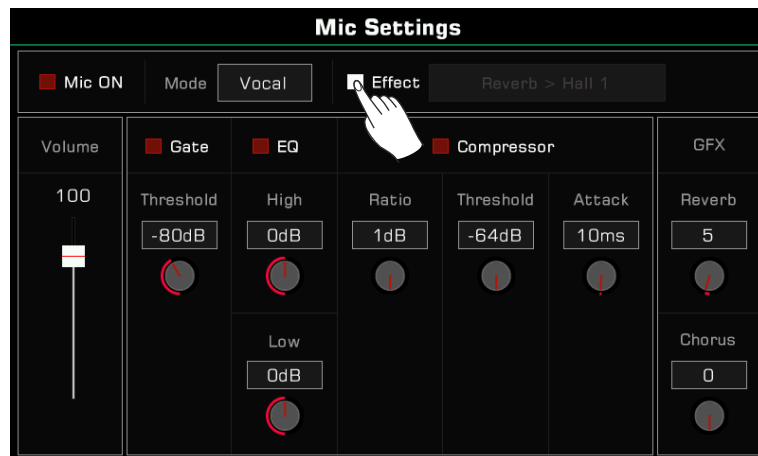 Mic Settings
Mic ON Mode Vocal Effect Reverb > Hall 1
Volume Gate EQ Compressor GFX
100 Threshold High Ratio Threshold Attack Reverb
-80dB 0dB 1dB -64dB 10ms 5
Low Chorus
0dB 0